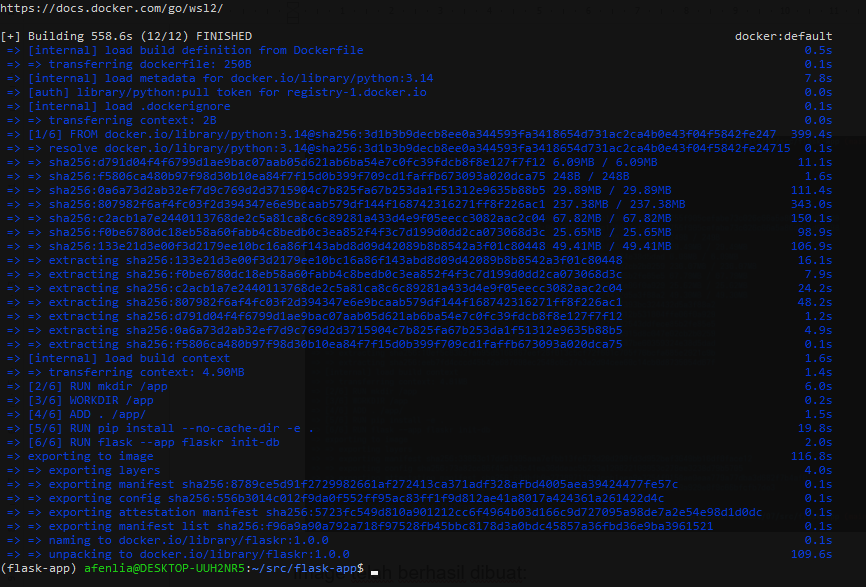 https://docs.docker.com/go/wsl2/
[+] Building 558.6s (12/12) FINISHED docker:default
=> [internal] load build definition from Dockerfile 0.5s
=> => transferring dockerfile: 250B 0.1s
=> [internal] load metadata for docker.io/library/python:3.14 7.8s
=> [auth] library/python:pull token for registry-1.docker.io 0.0s
=> [internal] load .dockerignore 0.1s
=> => transferring context: 2B 0.0s
=> [1/6] FROM docker.io/library/python:3.14@sha256:3d1b3b9decb8ee0a344593fa3418654d731ac2ca4b0e43f04f5842fe247 399.4s
=> => resolve docker.io/library/python:3.14@sha256:3d1b3b9decb8ee0a344593fa3418654d731ac2ca4b0e43f04f5842fe24715 0.1s
=> => sha256:d791d04f4f6799d1ae9bac07aab05d621ab6ba54e7c0fc39fdcb8f8e127f7f12 6.09MB / 6.09MB 11.1s
=> => sha256:f5806ca480b97f98d30b10ea84f7f15d0b399f709cd1faffb673093a020dca75 248B / 248B 1.6s
=> => sha256:0a6a73d2ab32ef7d9c769d2d3715904c7b825fa67b253da1f51312e9635b88b5 29.89MB / 29.89MB 111.4s
=> => sha256:807982f6af4fc03f2d394347e6e9bcaab579df144f168742316271ff8f226ac1 237.38MB / 237.38MB 343.0s
=> => sha256:c2acb1a7e2440113768de2c5a81ca8c6c89281a433d4e9f05eecc3082aac2c04 67.82MB / 67.82MB 150.1s
=> => sha256:f0be6780dc18eb58a60fabb4c8bedb0c3ea852f4f3c7d199d0dd2ca073068d3c 25.65MB / 25.65MB 98.9s
=> => sha256:133e21d3e00f3d2179ee10bc16a86f143abd8d09d42089b8b8542a3f01c80448 49.41MB / 49.41MB 106.9s
=> => extracting sha256:133e21d3e00f3d2179ee10bc16a86f143abd8d09d42089b8b8542a3f01c80448 16.1s
=> => extracting sha256:f0be6780dc18eb58a60fabb4c8bedb0c3ea852f4f3c7d199d0dd2ca073068d3c 7.9s
=> => extracting sha256:c2acb1a7e2440113768de2c5a81ca8c6c89281a433d4e9f05eecc3082aac2c04 24.2s
=> => extracting sha256:807982f6af4fc03f2d394347e6e9bcaab579df144f168742316271ff8f226ac1 48.2s
=> => extracting sha256:d791d04f4f6799d1ae9bac07aab05d621ab6ba54e7c0fc39fdcb8f8e127f7f12 1.2s
=> => extracting sha256:0a6a73d2ab32ef7d9c769d2d3715904c7b825fa67b253da1f51312e9635b88b5 4.9s
=> => extracting sha256:f5806ca480b97f98d30b10ea84f7f15d0b399f709cd1faffb673093a020dca75 0.1s
=> [internal] load build context 1.6s
=> => transferring context: 4.90MB 1.4s
=> [2/6] RUN mkdir /app 6.0s
=> [3/6] WORKDIR /app 0.2s
=> [4/6] ADD . /app/ 1.5s
=> [5/6] RUN pip install --no-cache-dir -e . 19.8s
=> [6/6] RUN flask --app flaskr init-db 2.0s
=> exporting to image 116.8s
=> => exporting layers 4.0s
=> => exporting manifest sha256:8789ce5d91f2729982661af272413ca371adf328afbd4005aea39424477fe57c 0.1s
=> => exporting config sha256:556b3014c012f9da0f552ff95ac83ff1f9d812ae41a8017a424361a261422d4c 0.1s
=> => exporting attestation manifest sha256:5723fc549d810a901212cc6f4964b03d166c9d727095a98de7a2e54e98d1d0dc 0.1s
=> => exporting manifest list sha256:f96a9a90a792a718f97528fb45bbc8178d3a0bdc45857a36fbd36e9ba3961521 0.1s
=> => naming to docker.io/library/flaskr:1.0.0 0.1s
=> => unpacking to docker.io/library/flaskr:1.0.0 109.6s
(flask-app) afenlia@DESKTOP-UUH2NR5:~/src/flask-app$
berhasil dibuat: